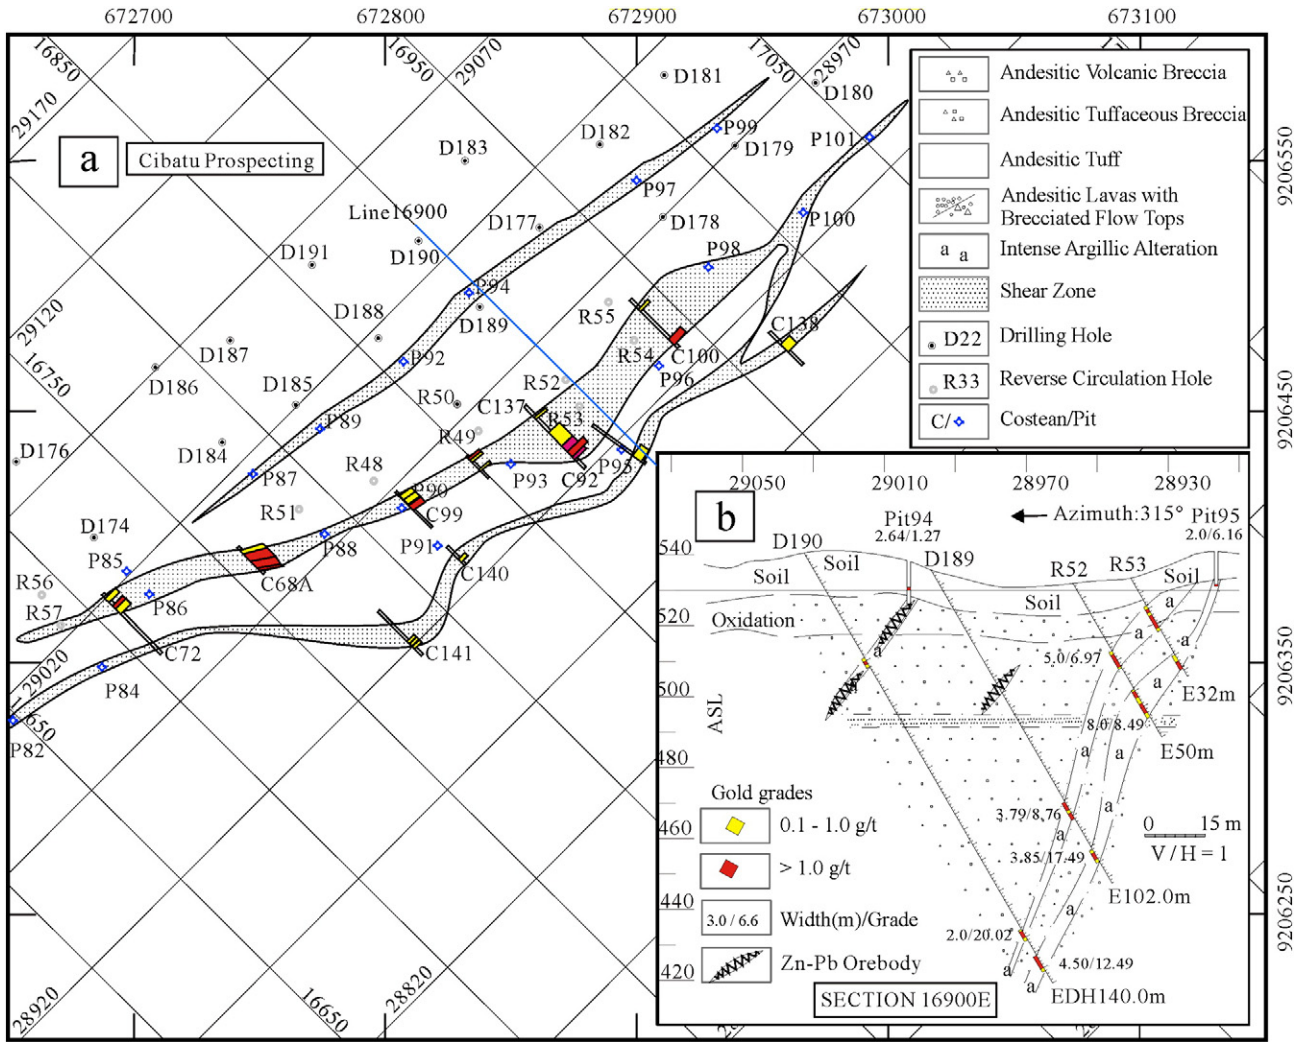 672700
672800
672900
673000
673100
16850
16950
29070
17050
28970
29170
a
Cibatu Prospecting
D181
D180
D182
P99
D179
P101
D183
P97
9206550
Line16900
D177
D178
P100
D190
P98
D191
P94
D189
R55
D188
C138
29120
D187
P92
R54
C100
D186
D185
R50
R52
P96
16750
C137
P89
R53
R49
9206450
D176
D184
P87
R48
P90
P93
C92
P95
R51
C99
D174
P88
P91
P85
C140
R56
C68A
R57
P86
C141
C72
29020
P84
650
P82
28920
16650
28820
9206350
9206250
Andesitic Volcanic Breccia
Andesitic Tuffaceous Breccia
Andesitic Tuff
Andesitic Lavas with
Brecciated Flow Tops
a a Intense Argillic Alteration
Shear Zone
D22 Drilling Hole
R33 Reverse Circulation Hole
C/ Costean/Pit
29050
29010
28970
28930
b
Azimuth:315°
Pit94
2.64/1.27
Pit95
2.0/6.16
D190
D189
R52
R53
540
Soil
Soil
Soil
Soil
520
Oxidation
a
a
a
a
5.0/6.97
a
a
E32m
500
ASL
8.0/8.49
E50m
a
a
480
Gold grades
0.1 - 1.0 g/t
3.79/8.76
a
0 15 m
V / H = 1
460
a
3.85/17.49
> 1.0 g/t
E102.0m
440
3.0 / 6.6 Width(m)/Grade
a
2.0/20.02
4.50/12.49
420
Zn-Pb Orebody
a
a
SECTION 16900E
EDH140.0m